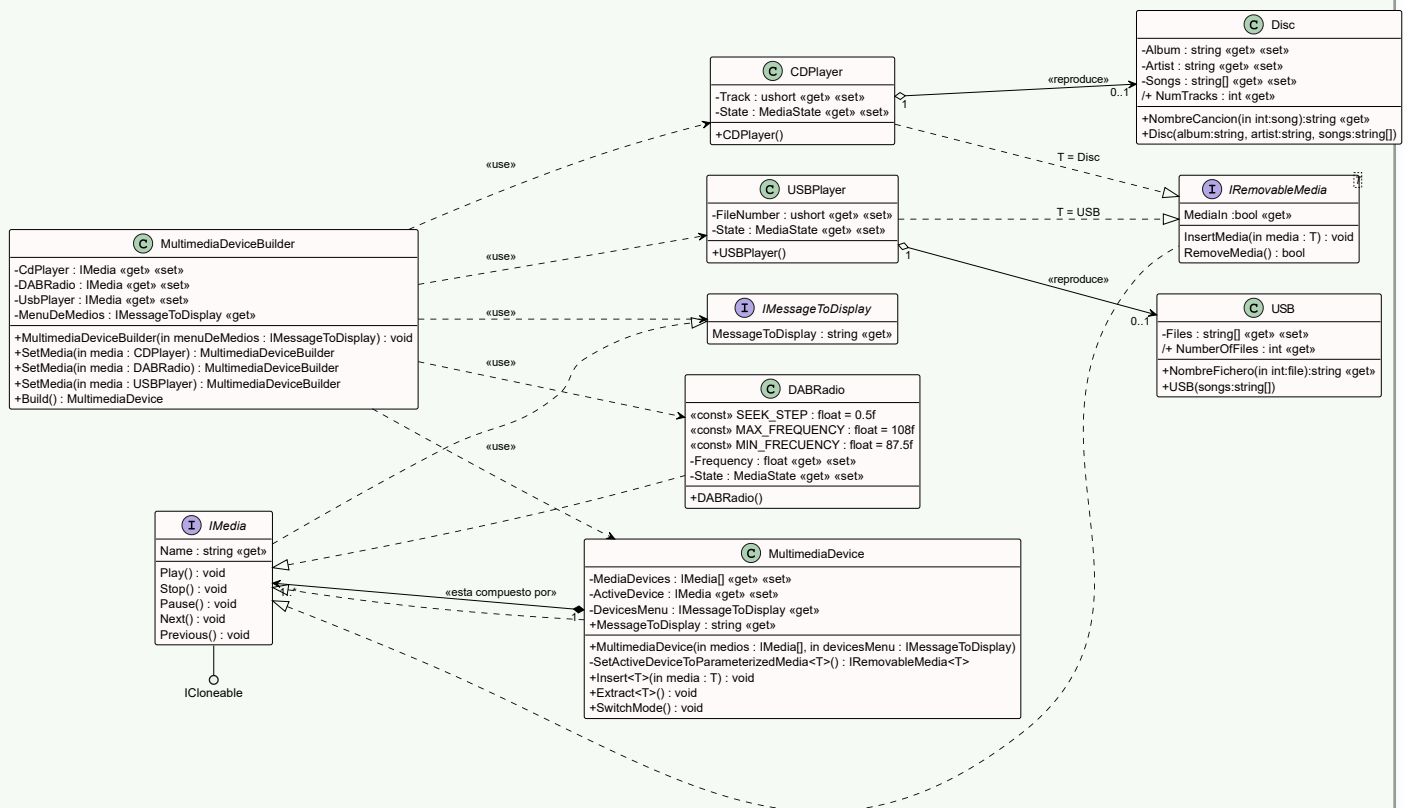 C Disc
-Album : string «get» «set»
-Artist : string «get» «set»
-Songs : string[] «get» «set»
/+ NumTracks : int «get»
+NombreCancion(in int:song):string «get»
+Disc(album:string, artist:string, songs:string[])
C CDPlayer
-Track : ushort «get» «set»
-State : MediaState «get» «set»
+CDPlayer()
«reproduce»
1
0..1
T = Disc
«use»
C USBPlayer
-FileNumber : ushort «get» «set»
-State : MediaState «get» «set»
+USBPlayer()
T = USB
I IRemovableMedia
MediaIn :bool «get»
InsertMedia(in media : T) : void
RemoveMedia() : bool
C MultimediaDeviceBuilder
-CdPlayer : IMedia «get» «set»
-DABRadio : IMedia «get» «set»
-UsbPlayer : IMedia «get» «set»
-MenuDeMedios : IMessageToDisplay «get»
+MultimediaDeviceBuilder(in menuDeMedios : IMessageToDisplay) : void
+SetMedia(in media : CDPlayer) : MultimediaDeviceBuilder
+SetMedia(in media : DABRadio) : MultimediaDeviceBuilder
+SetMedia(in media : USBPlayer) : MultimediaDeviceBuilder
+Build() : MultimediaDevice
«use»
1
«reproduce»
0..1
«use»
I IMessageToDisplay
MessageToDisplay : string «get»
C USB
-Files : string[] «get» «set»
/+ NumberOfFiles : int «get»
+NombreFichero(in int:file):string «get»
+USB(songs:string[])
«use»
C DABRadio
«const» SEEK_STEP : float = 0.5f
«const» MAX_FREQUENCY : float = 108f
«const» MIN_FRECUENCY : float = 87.5f
-Frequency : float «get» «set»
-State : MediaState «get» «set»
+DABRadio()
«use»
I IMedia
Name : string «get»
Play() : void
Stop() : void
Pause() : void
Next() : void
Previous() : void
ICloneable
«esta compuesto por»
1
C MultimediaDevice
-MediaDevices : IMedia[] «get» «set»
-ActiveDevice : IMedia «get» «set»
-DevicesMenu : IMessageToDisplay «get»
+MessageToDisplay : string «get»
+MultimediaDevice(in medios : IMedia[], in devicesMenu : IMessageToDisplay)
-SetActiveDeviceToParameterizedMedia<T>() : IRemovableMedia<T>
+Insert<T>(in media : T) : void
+Extract<T>() : void
+SwitchMode() : void